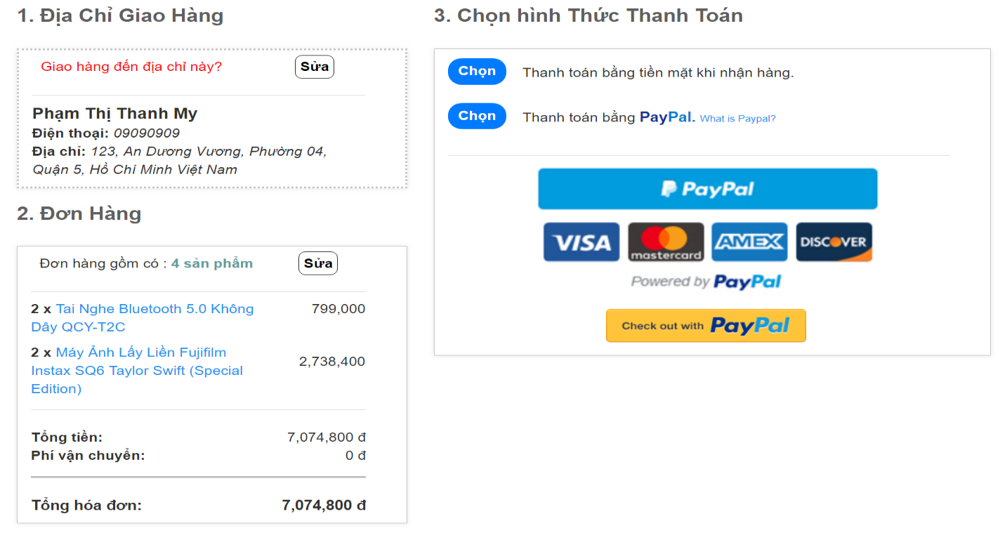 1. Địa Chỉ Giao Hàng
Giao hàng đến địa chỉ này?
Sửa
Phạm Thị Thanh My
Điện thoại: 09090909
Địa chỉ: 123, An Dương Vương, Phường 04,
Quận 5, Hồ Chí Minh Việt Nam
2. Đơn Hàng
Đơn hàng gồm có : 4 sản phẩm
Sửa
2 x Tai Nghe Bluetooth 5.0 Không 799,000
Dây QCY-T2C
2 x Máy Ảnh Lấy Liền Fujifilm
Instax SQ6 Taylor Swift (Special 2,738,400
Edition)
Tổng tiền: 7,074,800 đ
Phí vận chuyển: 0 đ
Tổng hóa đơn: 7,074,800 đ
3. Chọn hình Thức Thanh Toán
Chọn Thanh toán bằng tiền mặt khi nhận hàng.
Chọn Thanh toán bằng PayPal. What is Paypal?
PayPal
VISA mastercard AMEX DISCOVER
Powered by PayPal
Check out with PayPal